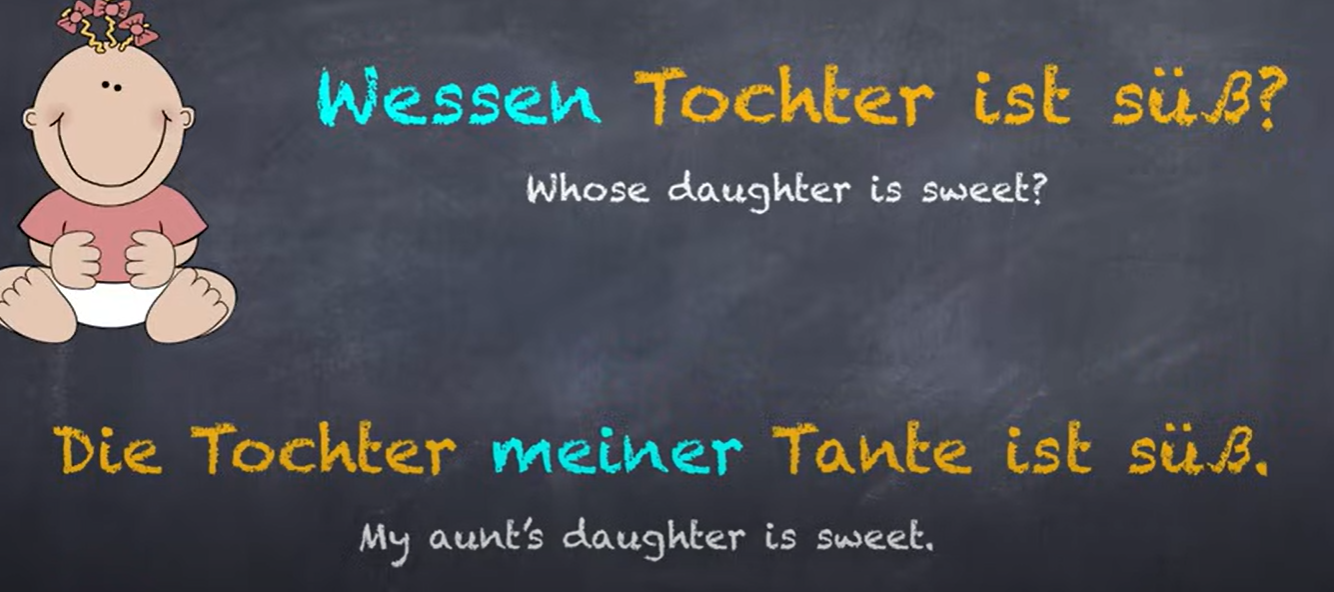 Wessen Tochter ist süß?
Whose daughter is sweet?
Die Tochter meiner Tante ist süß.
My aunt's daughter is sweet.